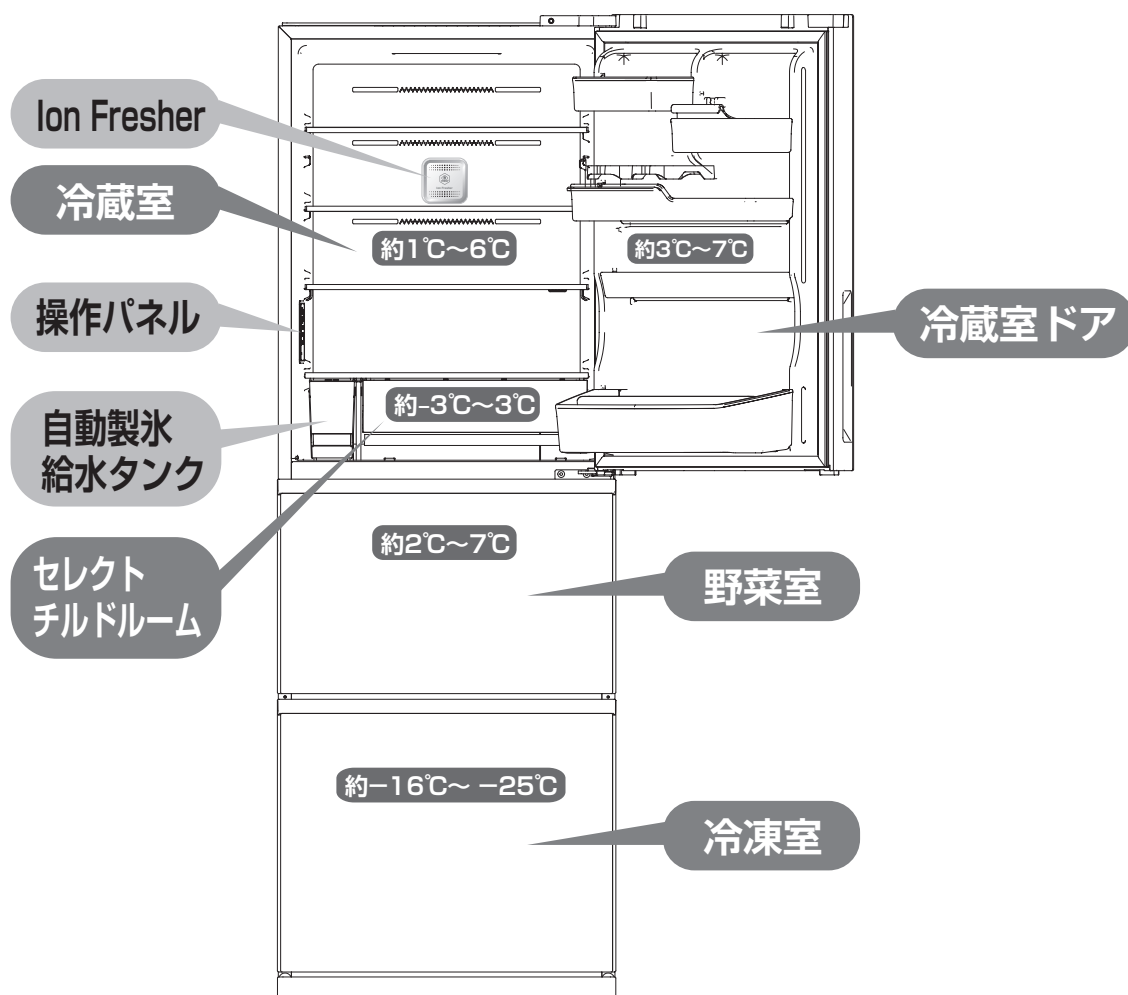 Ion Fresher
冷蔵室
約1℃〜6℃
約3℃〜7℃
操作パネル
冷蔵室ドア
約-3℃〜3℃
自動製氷
給水タンク
約2℃〜7℃
セレクト
チルドルーム
野菜室
約−16℃〜 −25℃
冷凍室